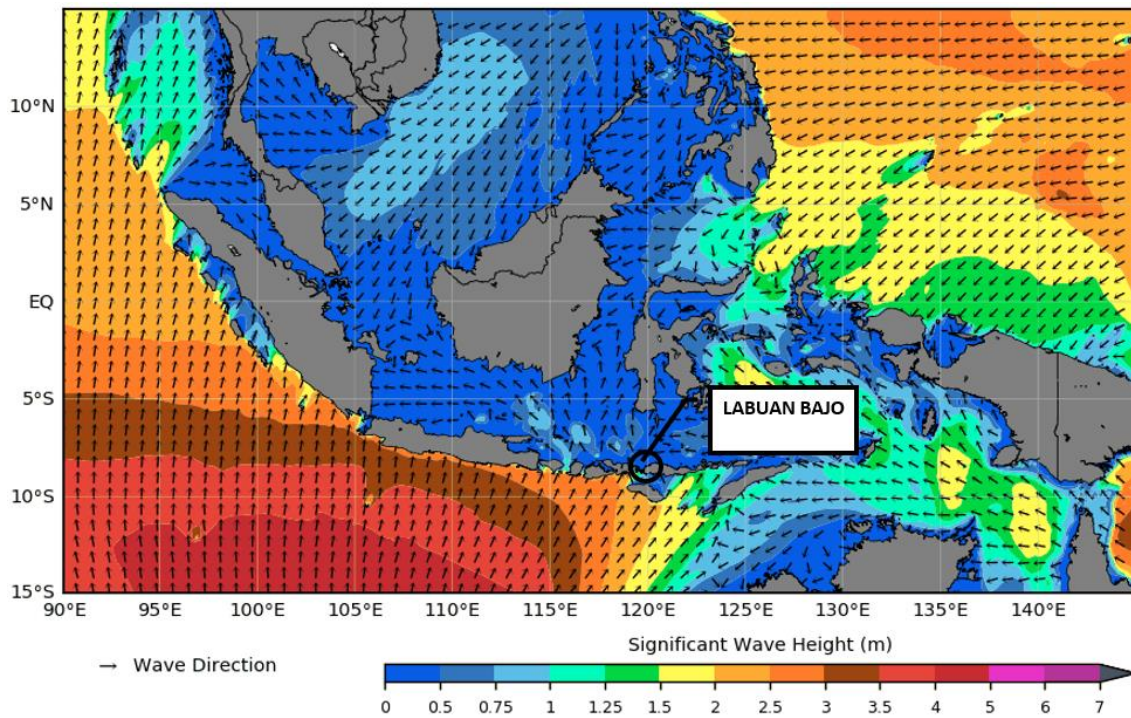 10°N
5°N
EQ
5°S
10°S
15°S
90°E 95°E 100°E 105°E 110°E 115°E 120°E 125°E 130°E 135°E 140°E
LABUAN BAJO
→ Wave Direction
Significant Wave Height (m)
0 0.5 0.75 1 1.25 1.5 2 2.5 3 3.5 4 5 6 7